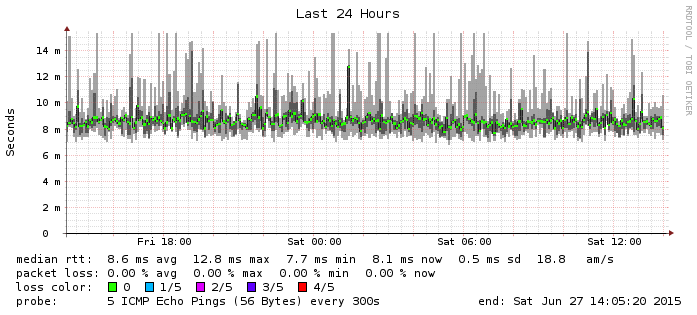 Last 24 Hours
RRDTOOL / TOBI OETIKER
Seconds
14 m
12 m
10 m
8 m
6 m
4 m
2 m
0
Fri 18:00 Sat 00:00 Sat 06:00 Sat 12:00
median rtt: 8.6 ms avg 12.8 ms max 7.7 ms min 8.1 ms now 0.5 ms sd 18.8 am/s
packet loss: 0.00 % avg 0.00 % max 0.00 % min 0.00 % now
loss color: 0 1/5 2/5 3/5 4/5
probe: 5 ICMP Echo Pings (56 Bytes) every 300s end: Sat Jun 27 14:05:20 2015